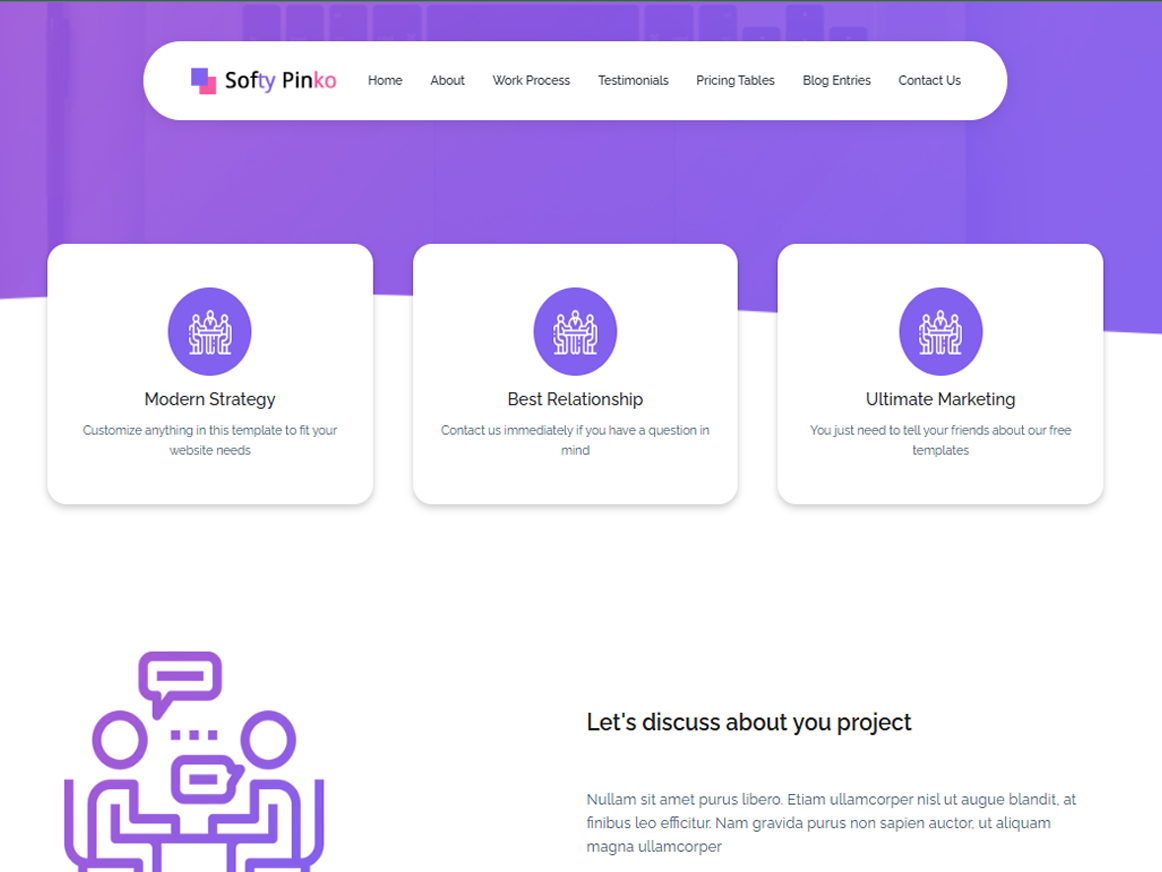 Softy Pinko
Home
About
Work Process
Testimonials
Pricing Tables
Blog Entries
Contact Us
Modern Strategy
Customize anything in this template to fit your
website needs
Best Relationship
Contact us immediately if you have a question in
mind
Ultimate Marketing
You just need to tell your friends about our free
templates
Let's discuss about you project
Nullam sit amet purus libero. Etiam ullamcorper nisl ut augue blandit, at
finibus leo efficitur. Nam gravida purus non sapien auctor, ut aliquam
magna ullamcorper